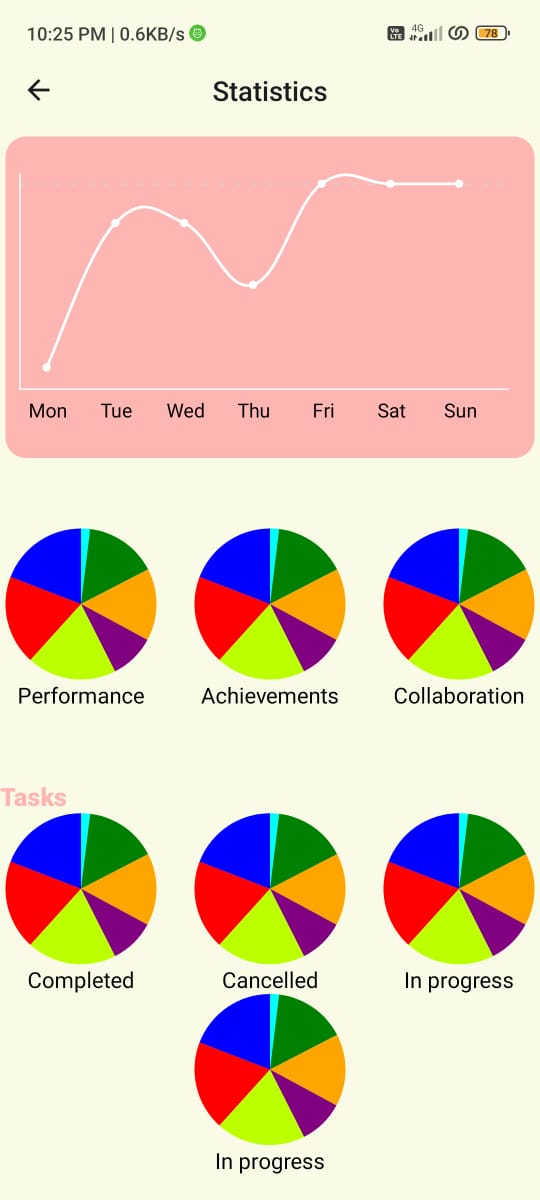 10:25 PM | 0.6KB/s
Vo LTE 4G 78
Statistics
Mon Tue Wed Thu Fri Sat Sun
Performance Achievements Collaboration
Tasks
Completed Cancelled In progress
In progress